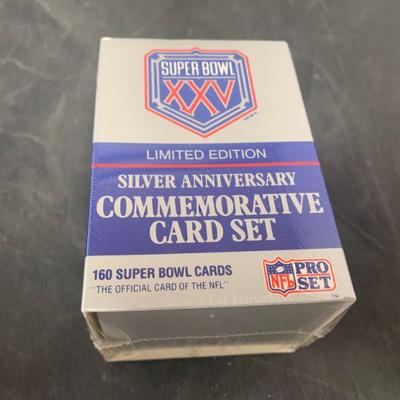 SUPER BOWL
XXV
LIMITED EDITION
SILVER ANNIVERSARY
COMMEMORATIVE
CARD SET
160 SUPER BOWL CARDS
"THE OFFICIAL CARD OF THE NFL"
NFL PRO
SET
TM